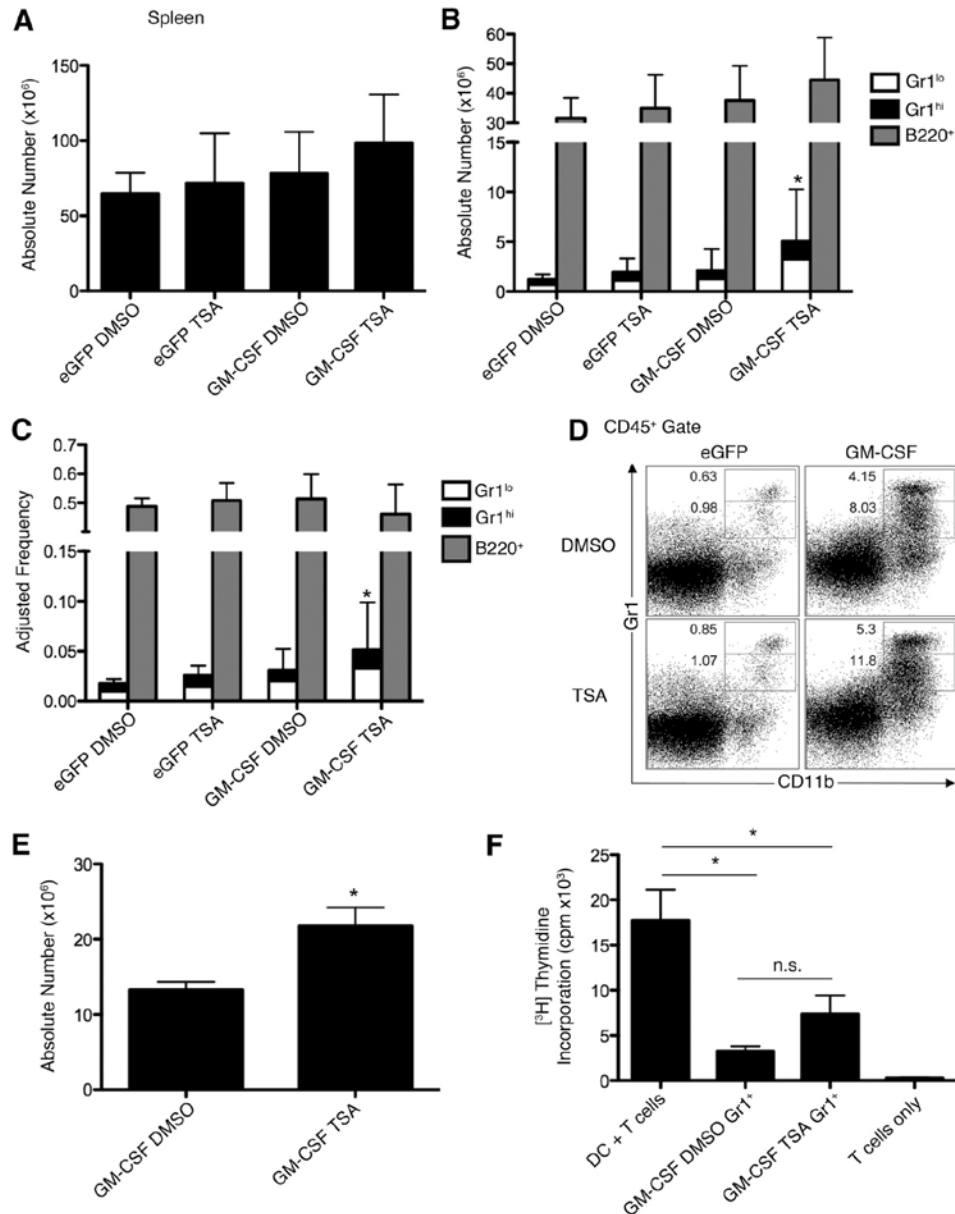 A
Spleen
Absolute Number (x10⁶)
150
100
50
0
eGFP DMSO
eGFP TSA
GM-CSF DMSO
GM-CSF TSA
B
Absolute Number (x10⁶)
60
50
40
30
15
10
5
0
*
eGFP DMSO
eGFP TSA
GM-CSF DMSO
GM-CSF TSA
Gr1ˡᵒ
Gr1ʰⁱ
B220⁺
C
Adjusted Frequency
0.7
0.6
0.5
0.4
0.15
0.10
0.05
0.00
*
eGFP DMSO
eGFP TSA
GM-CSF DMSO
GM-CSF TSA
Gr1ˡᵒ
Gr1ʰⁱ
B220⁺
D
CD45⁺ Gate
eGFP
GM-CSF
DMSO
0.63
0.98
4.15
8.03
Gr1
TSA
0.85
1.07
5.3
11.8
CD11b
E
Absolute Number (x10⁶)
30
20
10
0
*
GM-CSF DMSO
GM-CSF TSA
F
[³H] Thymidine
Incorporation (cpm x10³)
25
20
15
10
5
0
*
*
n.s.
DC + T cells
GM-CSF DMSO Gr1ˣ
GM-CSF TSA Gr1ˣ
T cells only